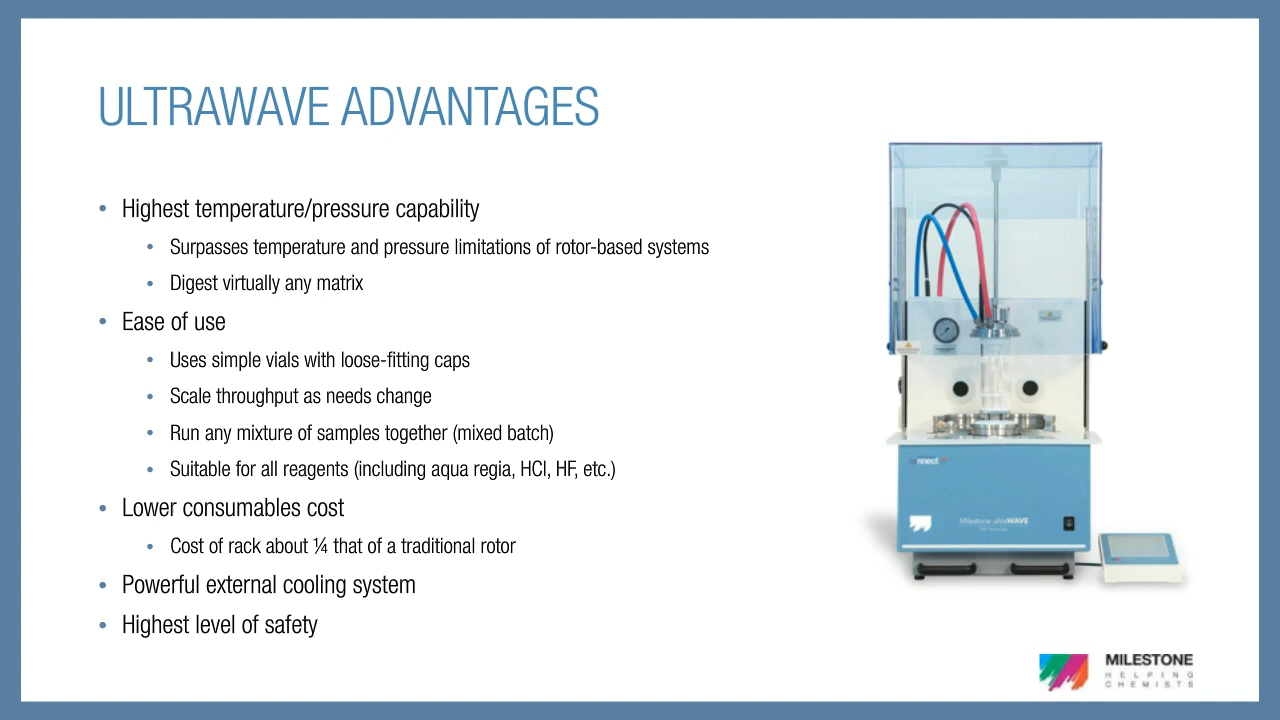 ULTRAWAVE ADVANTAGES
• Highest temperature/pressure capability
• Surpasses temperature and pressure limitations of rotor-based systems
• Digest virtually any matrix
• Ease of use
• Uses simple vials with loose-fitting caps
• Scale throughput as needs change
• Run any mixture of samples together (mixed batch)
• Suitable for all reagents (including aqua regia, HCl, HF, etc.)
• Lower consumables cost
• Cost of rack about ¼ that of a traditional rotor
• Powerful external cooling system
• Highest level of safety
connect
Milestone ultraWAVE
MILESTONE
HELPING
CHEMISTS